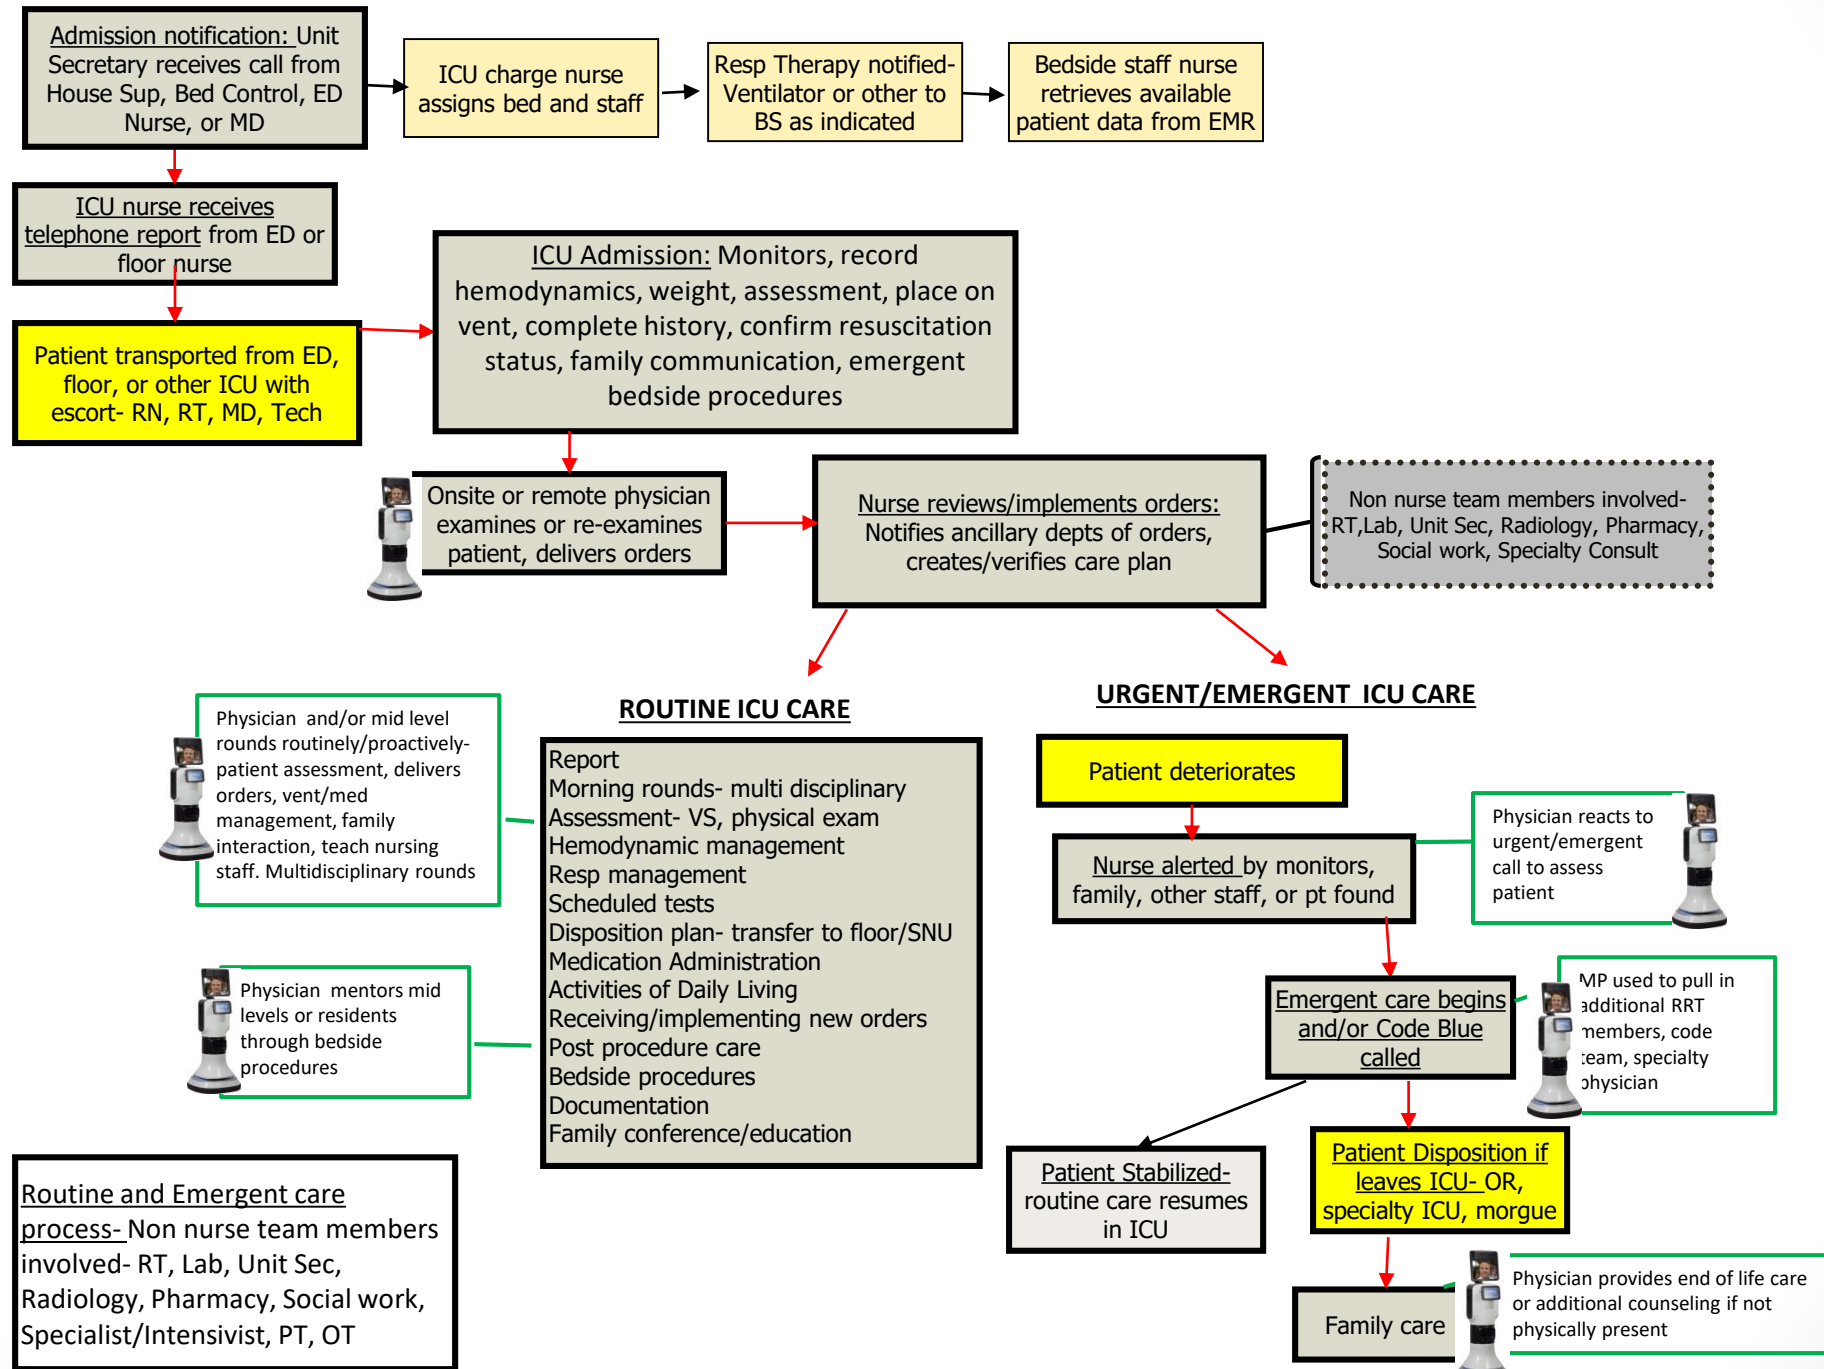 Admission notification: Unit
Secretary receives call from
House Sup, Bed Control, ED
Nurse, or MD
ICU charge nurse
assigns bed and staff
Resp Therapy notified-
Ventilator or other to
BS as indicated
Bedside staff nurse
retrieves available
patient data from EMR
ICU nurse receives
telephone report from ED or
floor nurse
Patient transported from ED,
floor, or other ICU with
escort- RN, RT, MD, Tech
ICU Admission: Monitors, record
hemodynamics, weight, assessment, place on
vent, complete history, confirm resuscitation
status, family communication, emergent
bedside procedures
Onsite or remote physician
examines or re-examines
patient, delivers orders
Nurse reviews/implements orders:
Notifies ancillary depts of orders,
creates/verifies care plan
Non nurse team members involved-
RT,Lab, Unit Sec, Radiology, Pharmacy,
Social work, Specialty Consult
ROUTINE ICU CARE
Physician and/or mid level
rounds routinely/proactively-
patient assessment, delivers
orders, vent/med
management, family
interaction, teach nursing
staff. Multidisciplinary rounds
Physician mentors mid
levels or residents
through bedside
procedures
Report
Morning rounds- multi disciplinary
Assessment- VS, physical exam
Hemodynamic management
Resp management
Scheduled tests
Disposition plan- transfer to floor/SNU
Medication Administration
Activities of Daily Living
Receiving/implementing new orders
Post procedure care
Bedside procedures
Documentation
Family conference/education
URGENT/EMERGENT ICU CARE
Patient deteriorates
Nurse alerted by monitors,
family, other staff, or pt found
Physician reacts to
urgent/emergent
call to assess
patient
Emergent care begins
and/or Code Blue
called
MP used to pull in
additional RRT
members, code
team, specialty
physician
Patient Stabilized-
routine care resumes
in ICU
Patient Disposition if
leaves ICU- OR,
specialty ICU, morgue
Family care
Physician provides end of life care
or additional counseling if not
physically present
Routine and Emergent care
process- Non nurse team members
involved- RT, Lab, Unit Sec,
Radiology, Pharmacy, Social work,
Specialist/Intensivist, PT, OT